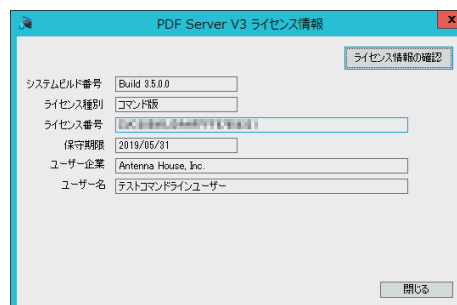 PDF Server V3 ライセンス情報
x
ライセンス情報の確認
システムビルド番号 Build 3.5.0.0
ライセンス種別 コマンド版
ライセンス番号
保守期限 2019/05/31
ユーザー企業 Antenna House, Inc.
ユーザー名 テストコマンドラインユーザー
閉じる